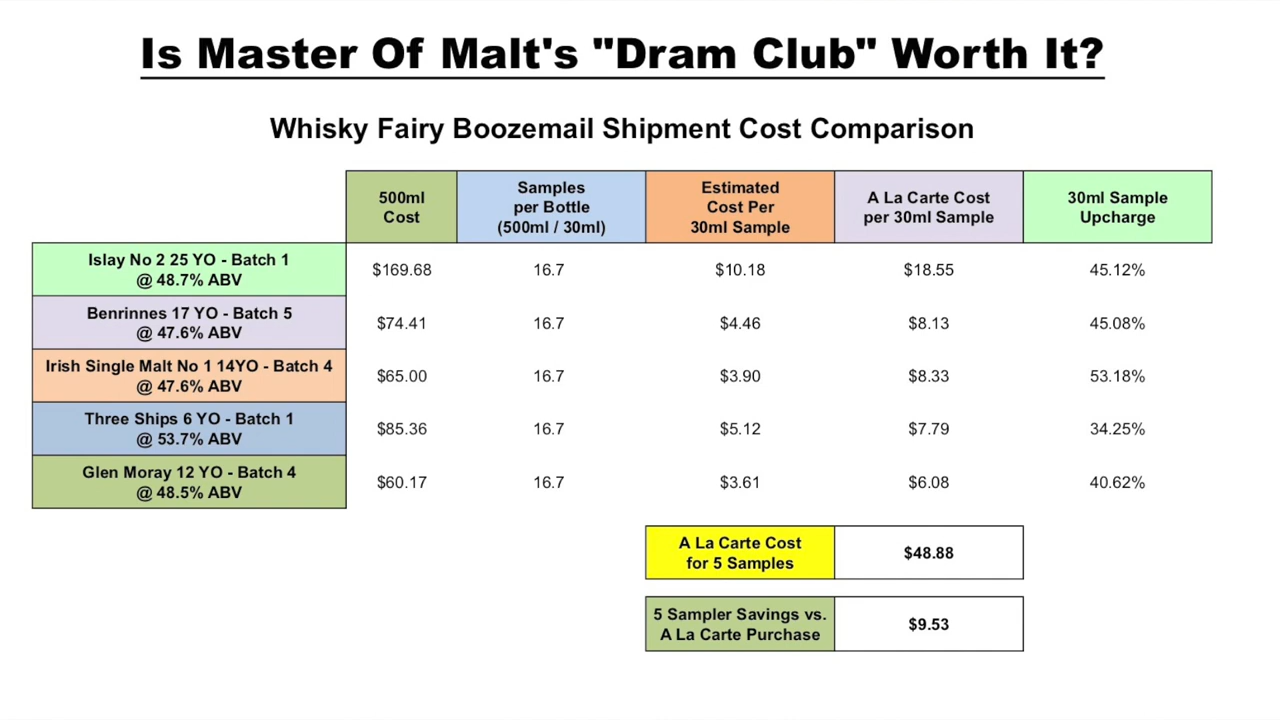 Is Master Of Malt's "Dram Club" Worth It?
Whisky Fairy Boozemail Shipment Cost Comparison
500ml
Cost
Samples
per Bottle
(500ml / 30ml)
Estimated
Cost Per
30ml Sample
A La Carte Cost
per 30ml Sample
30ml Sample
Upcharge
Islay No 2 25 YO - Batch 1
@ 48.7% ABV
$169.68
16.7
$10.18
$18.55
45.12%
Benrinnes 17 YO - Batch 5
@ 47.6% ABV
$74.41
16.7
$4.46
$8.13
45.08%
Irish Single Malt No 1 14YO - Batch 4
@ 47.6% ABV
$65.00
16.7
$3.90
$8.33
53.18%
Three Ships 6 YO - Batch 1
@ 53.7% ABV
$85.36
16.7
$5.12
$7.79
34.25%
Glen Moray 12 YO - Batch 4
@ 48.5% ABV
$60.17
16.7
$3.61
$6.08
40.62%
A La Carte Cost
for 5 Samples
$48.88
5 Sampler Savings vs.
A La Carte Purchase
$9.53